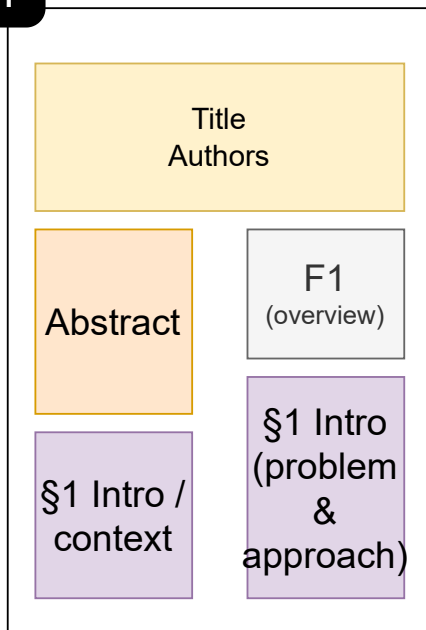 Title
Authors
Abstract
§1 Intro /
context
F1
(overview)
§1 Intro
(problem
&
approach)